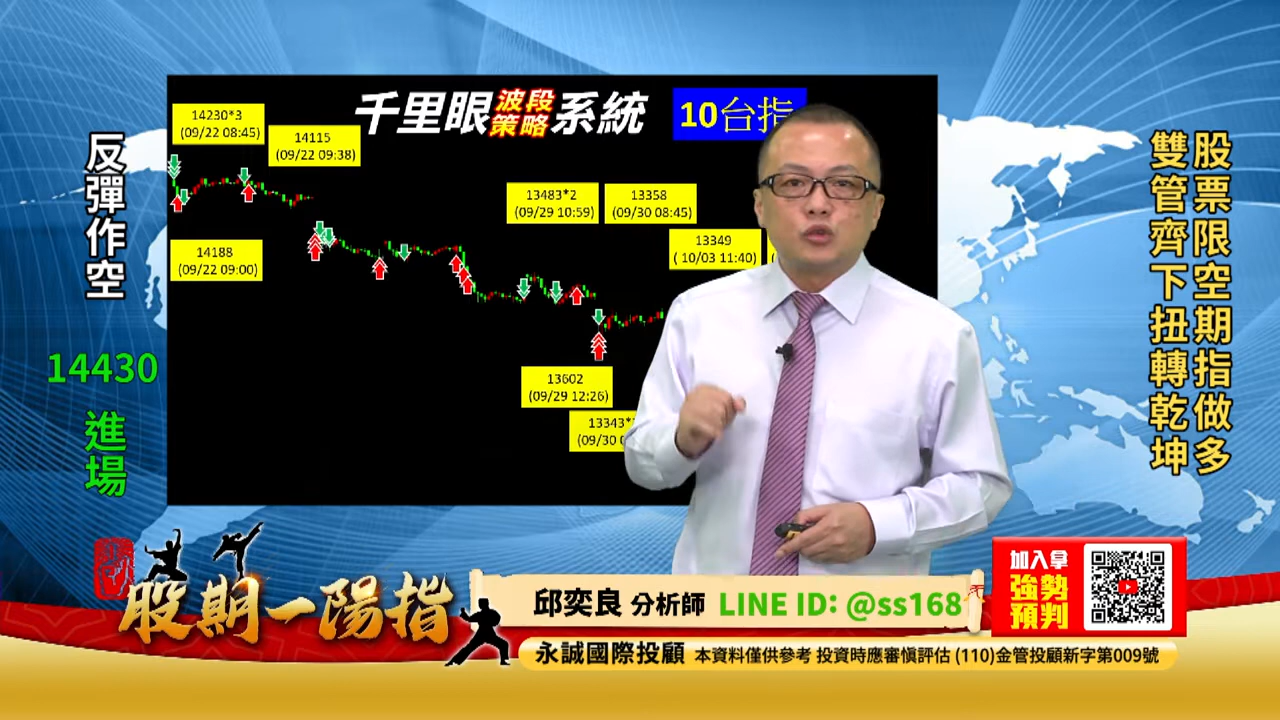 千里眼波段策略系統
10台指
14230*3
(09/22 08:45)
14115
(09/22 09:38)
14188
(09/22 09:00)
13483*2
(09/29 10:59)
13358
(09/30 08:45)
13349
( 10/03 11:40)
13602
(09/29 12:26)
13343*
(09/30 0
反彈作空
14430
進場
股票限空期指做多
雙管齊下扭轉乾坤
股期一陽指
邱奕良 分析師 LINE ID: @ss168
永誠國際投顧 本資料僅供參考 投資時應審慎評估 (110)金管投顧新字第009號
加入拿
強勢
預判